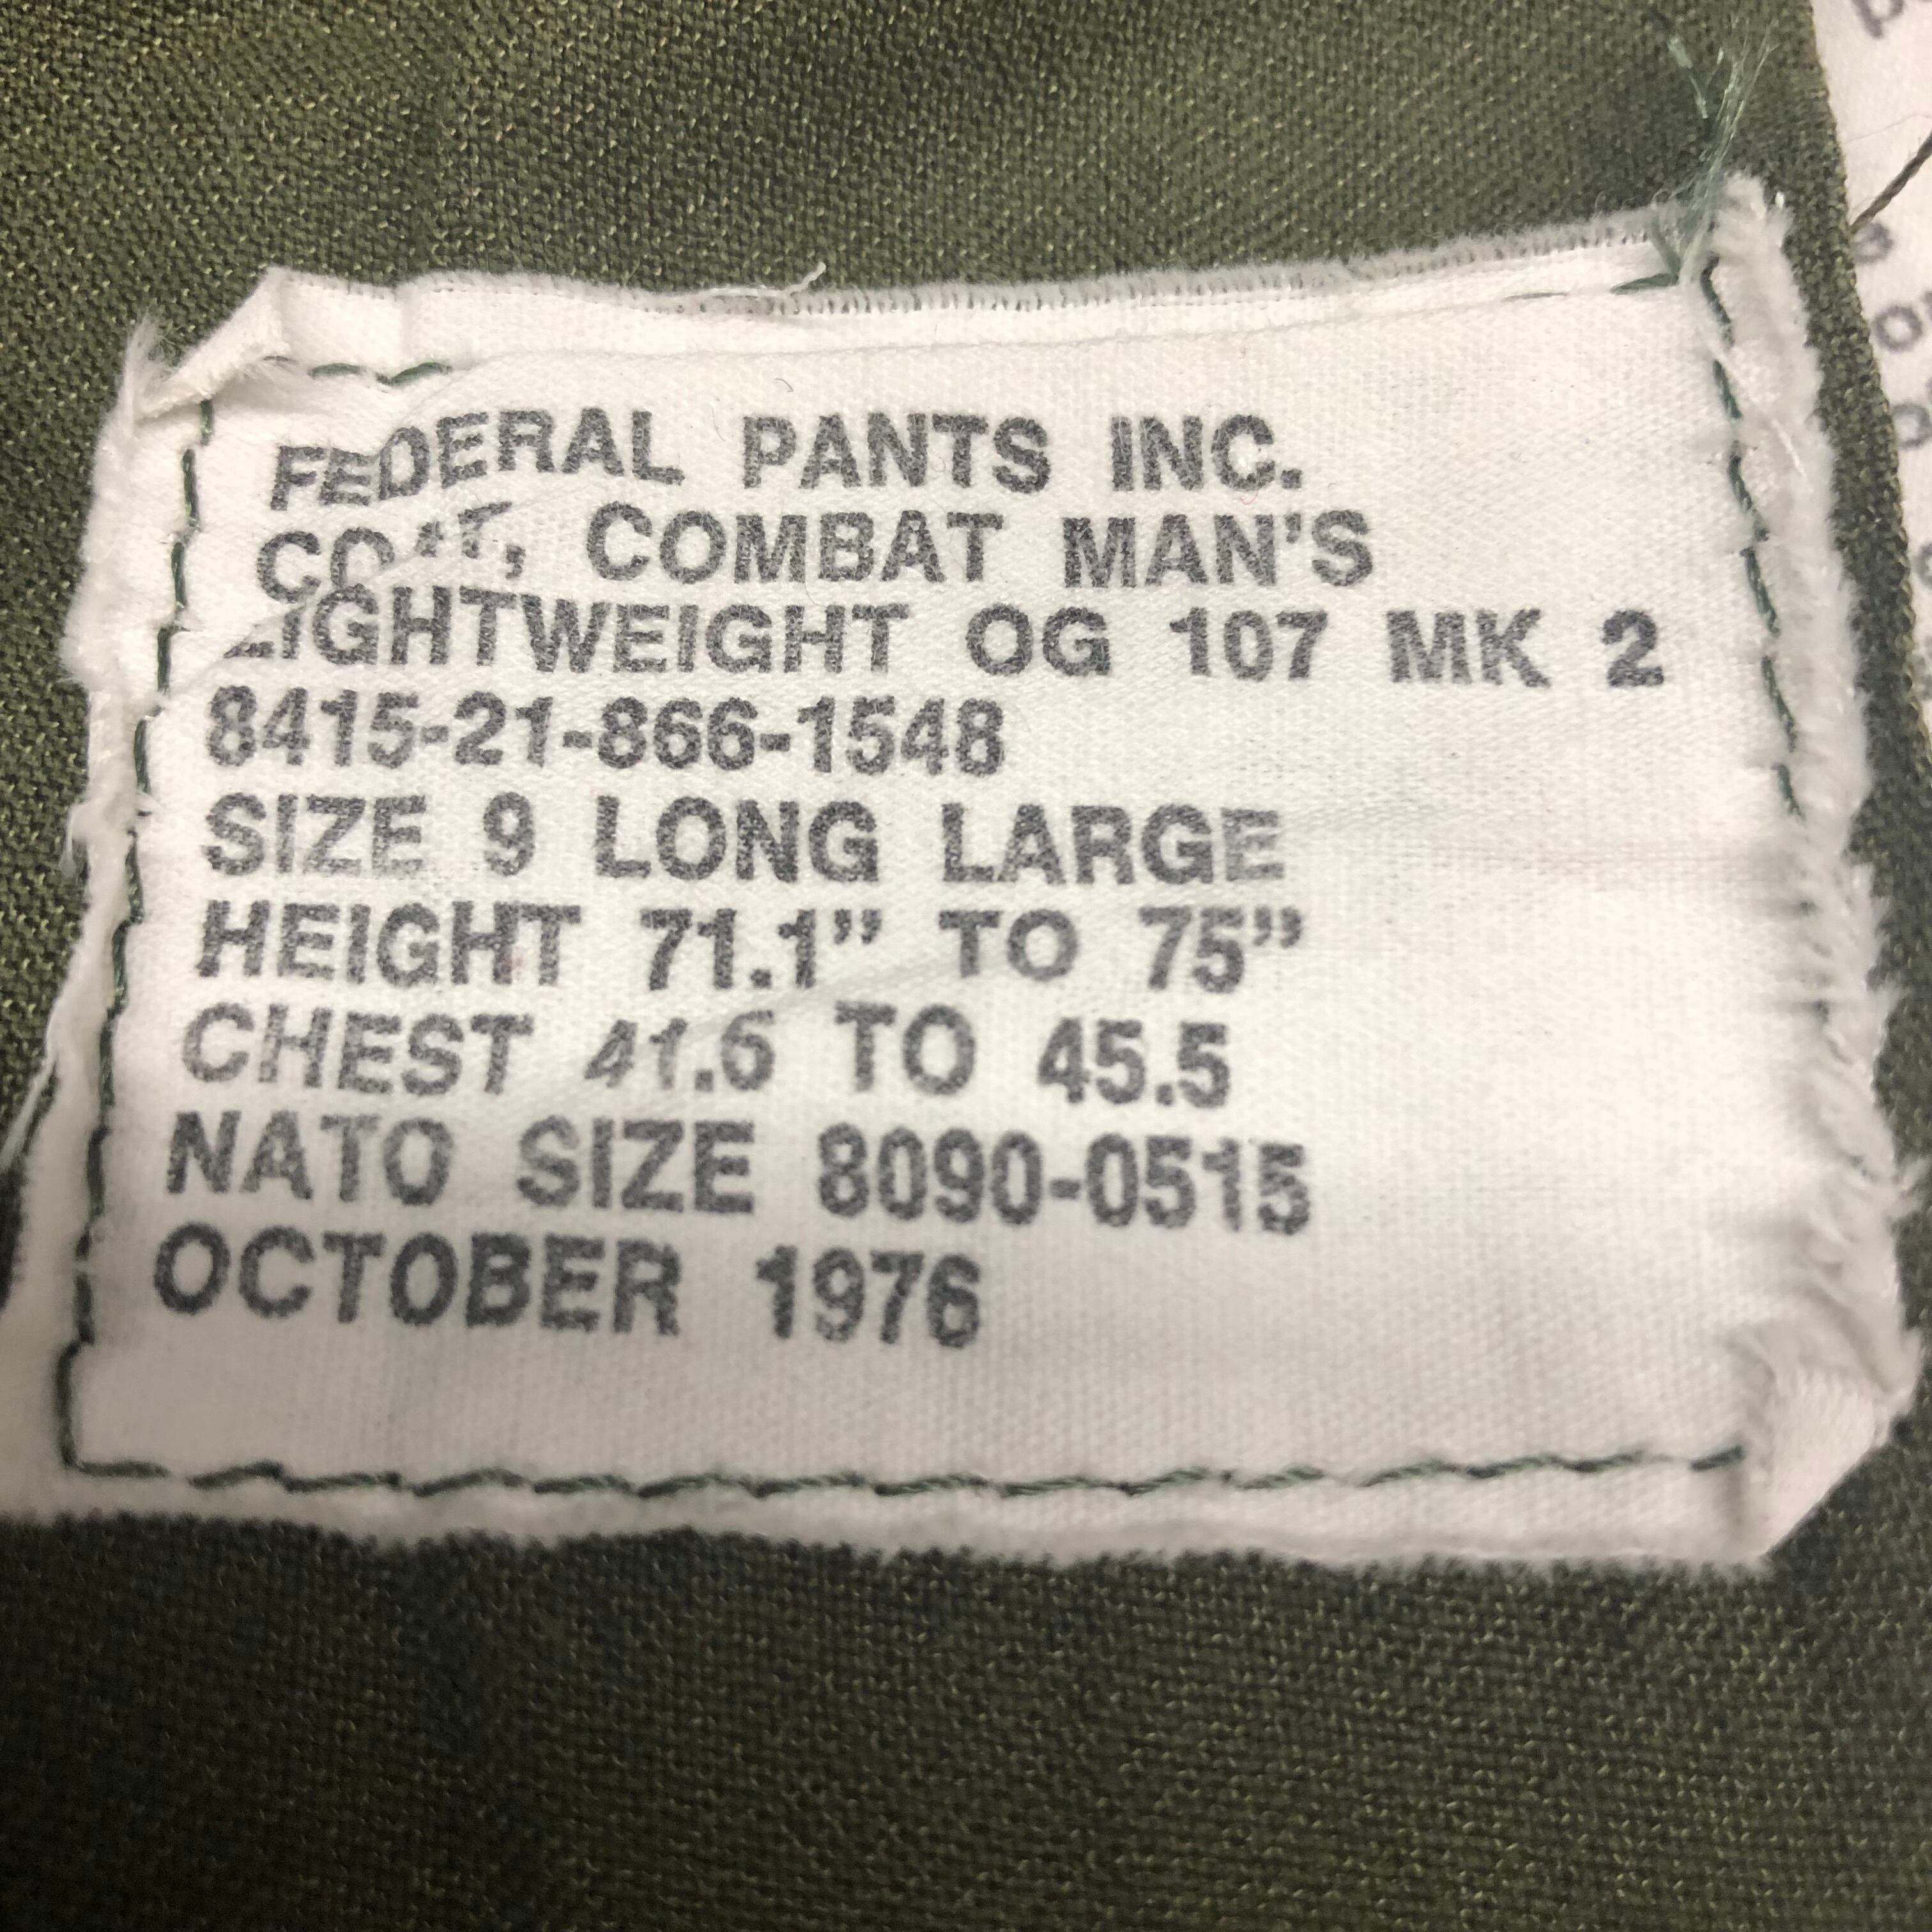 FEDERAL PANTS INC.
COAT, COMBAT MAN'S
LIGHTWEIGHT OG 107 MK 2
8415-21-866-1548
SIZE 9 LONG LARGE
HEIGHT 71.1” TO 75”
CHEST 41.6 TO 45.5
NATO SIZE 8090-0515
OCTOBER 1976